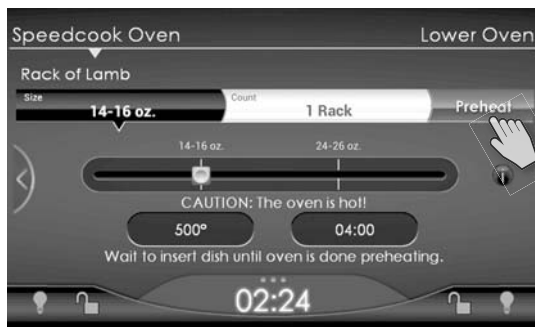 Speedcook Oven Lower Oven
Rack of Lamb
Size Count
14-16 oz. 1 Rack Preheat
14-16 oz. 24-26 oz.
CAUTION: The oven is hot!
500° 04:00
Wait to insert dish until oven is done preheating.
02:24